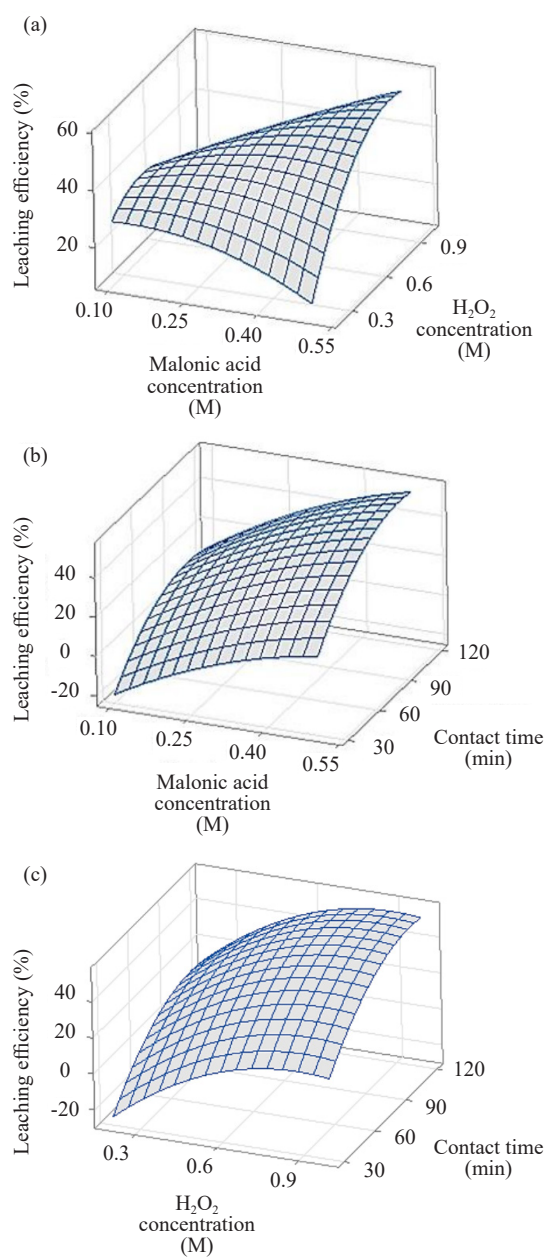 (a)
Leaching efficiency (%)
60
40
20
0.10
0.25
0.40
0.55
Malonic acid
concentration
(M)
0.3
0.6
0.9
H₂O₂
concentration
(M)
(b)
Leaching efficiency (%)
40
20
0
-20
0.10
0.25
0.40
0.55
Malonic acid
concentration
(M)
30
60
90
120
Contact time
(min)
(c)
Leaching efficiency (%)
40
20
0
-20
0.3
0.6
0.9
H₂O₂
concentration
(M)
30
60
90
120
Contact time
(min)